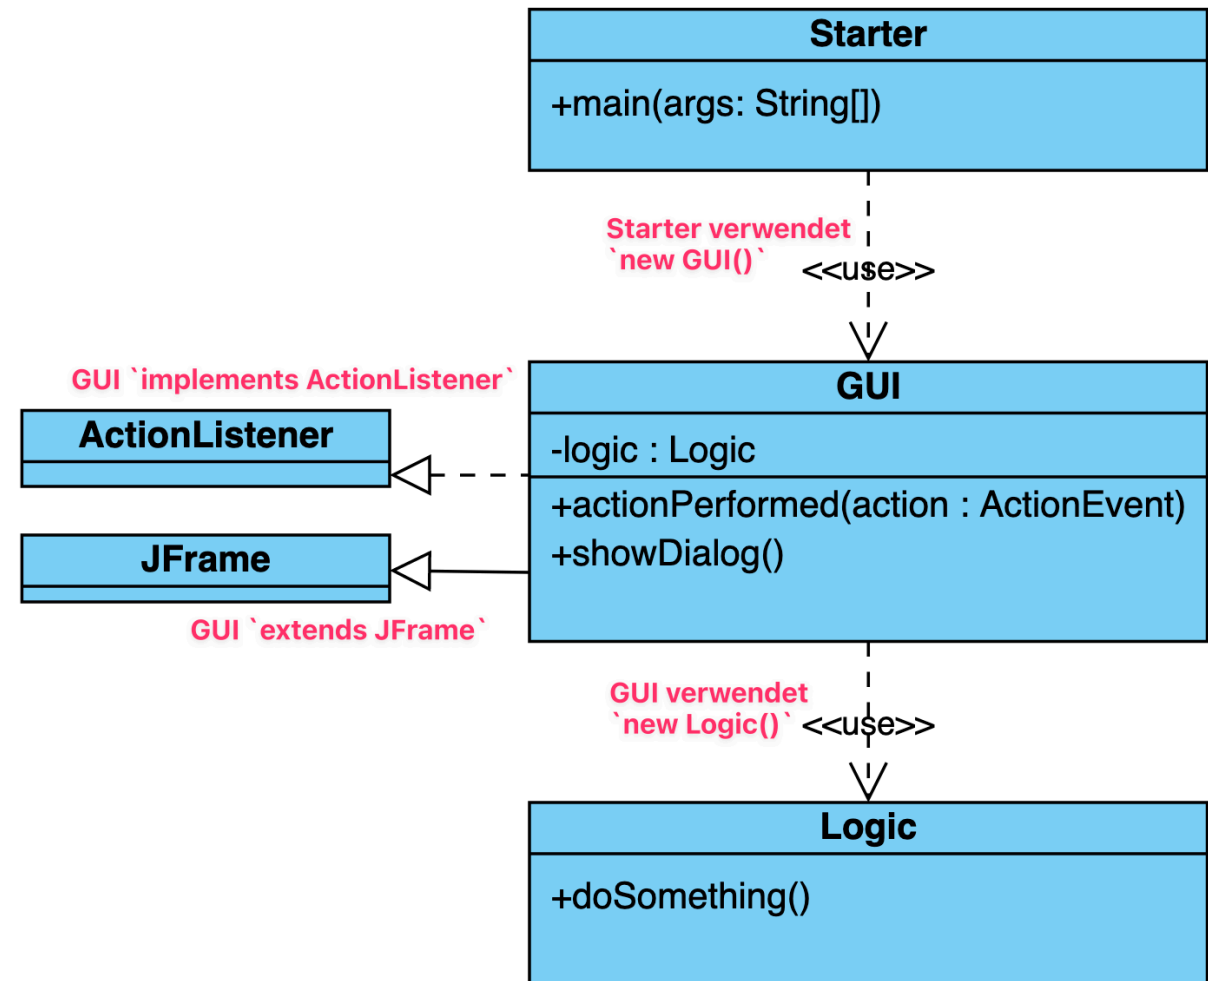 Starter
+main(args: String[])
Starter verwendet
`new GUI()`
<<use>>
GUI `implements ActionListener`
ActionListener
JFrame
GUI `extends JFrame`
GUI
-logic : Logic
+actionPerformed(action : ActionEvent)
+showDialog()
GUI verwendet
`new Logic()`
<<use>>
Logic
+doSomething()